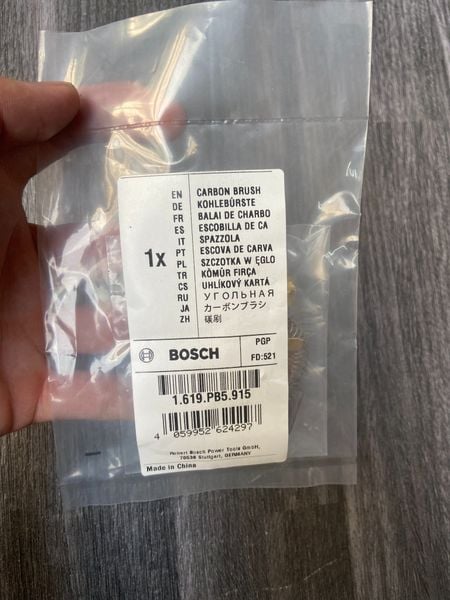 1x
EN CARBON BRUSH
DE KOHLEBÜRSTE
FR BALAI DE CHARBO
ES ESCOBILLA DE CA
IT SPAZZOLA
PT ESCOVA DE CARVA
PL SZCZOTKA W ĘGLO
TR KÖMÜR FIRÇA
CS UHLÍKOVÝ KARTÁ
RU УГОЛЬНАЯ
JA カーボンブラシ
ZH 碳刷
BOSCH
PGP
FD:521
1.619.PB5.915
4 059952 624297
Robert Bosch Power Tools GmbH,
70538 Stuttgart, GERMANY
Made in China